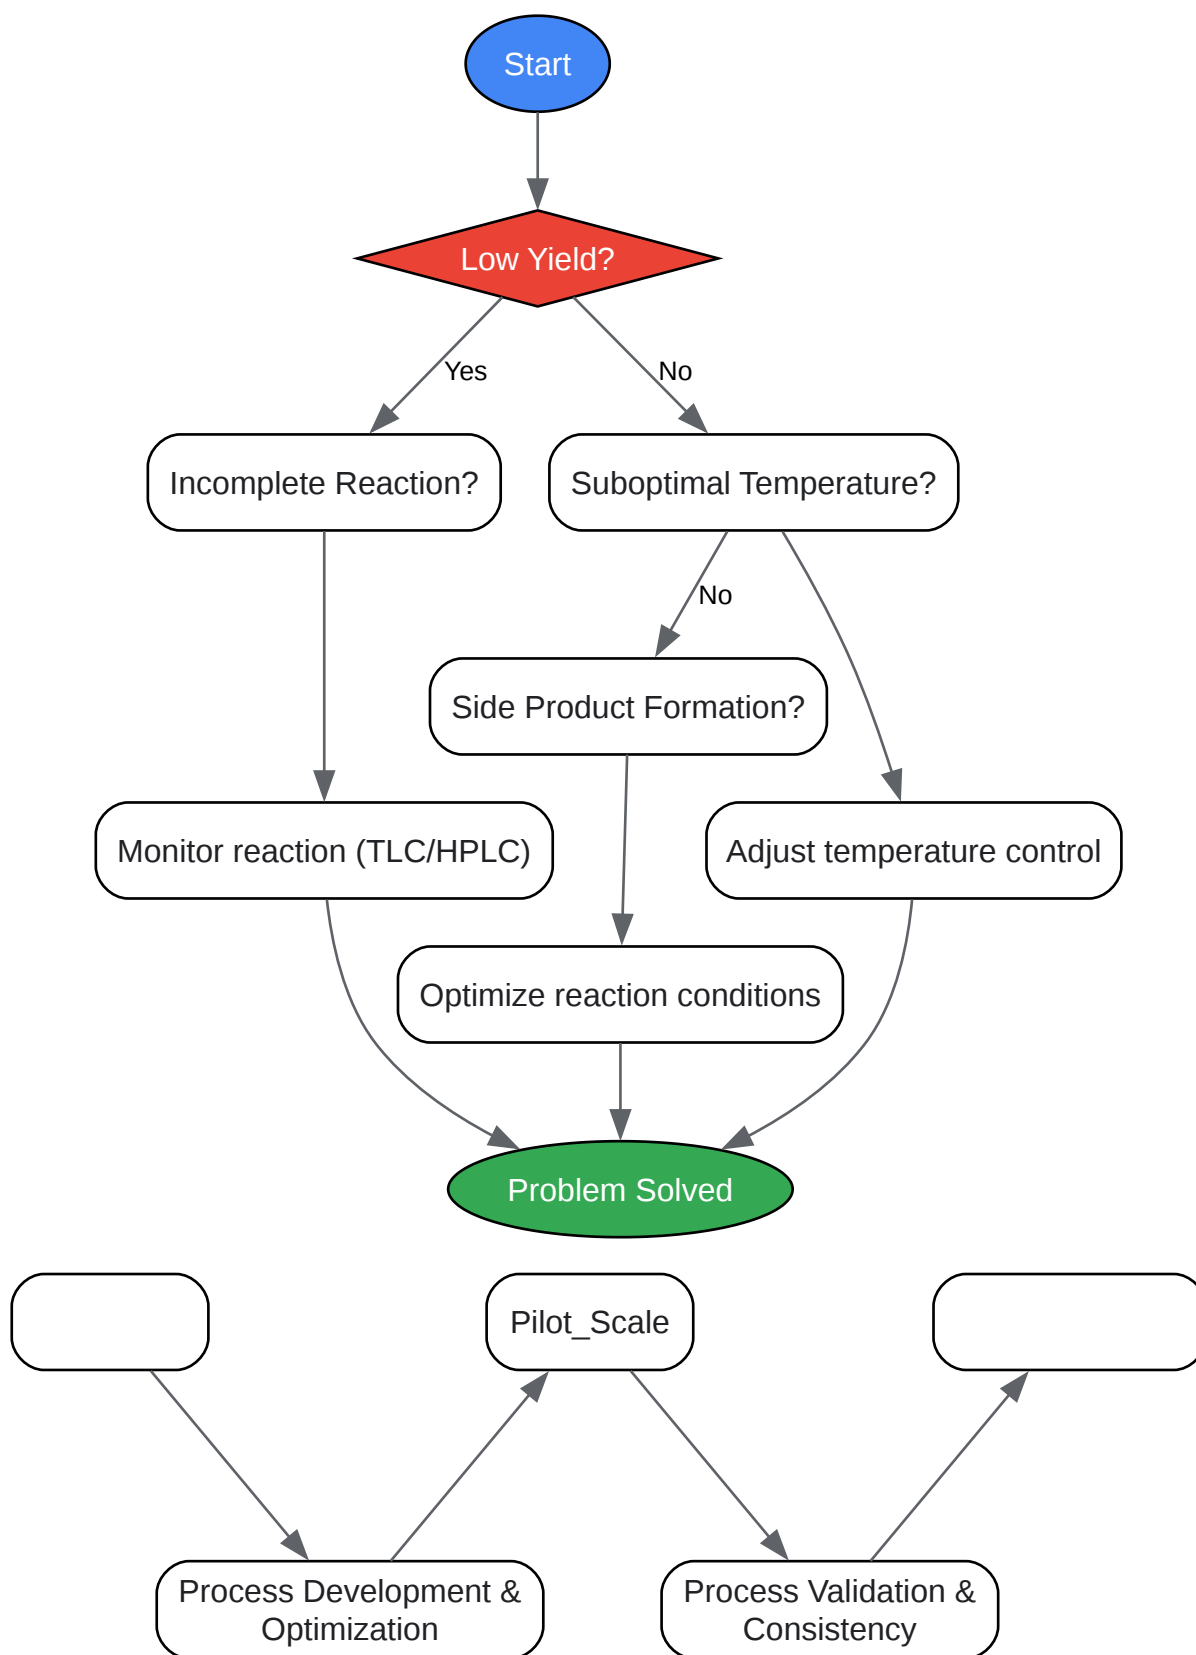 Start
Low Yield?
Yes
No
Incomplete Reaction?
Suboptimal Temperature?
No
Side Product Formation?
Monitor reaction (TLC/HPLC)
Adjust temperature control
Optimize reaction conditions
Problem Solved
Pilot_Scale
Process Development &
Optimization
Process Validation &
Consistency